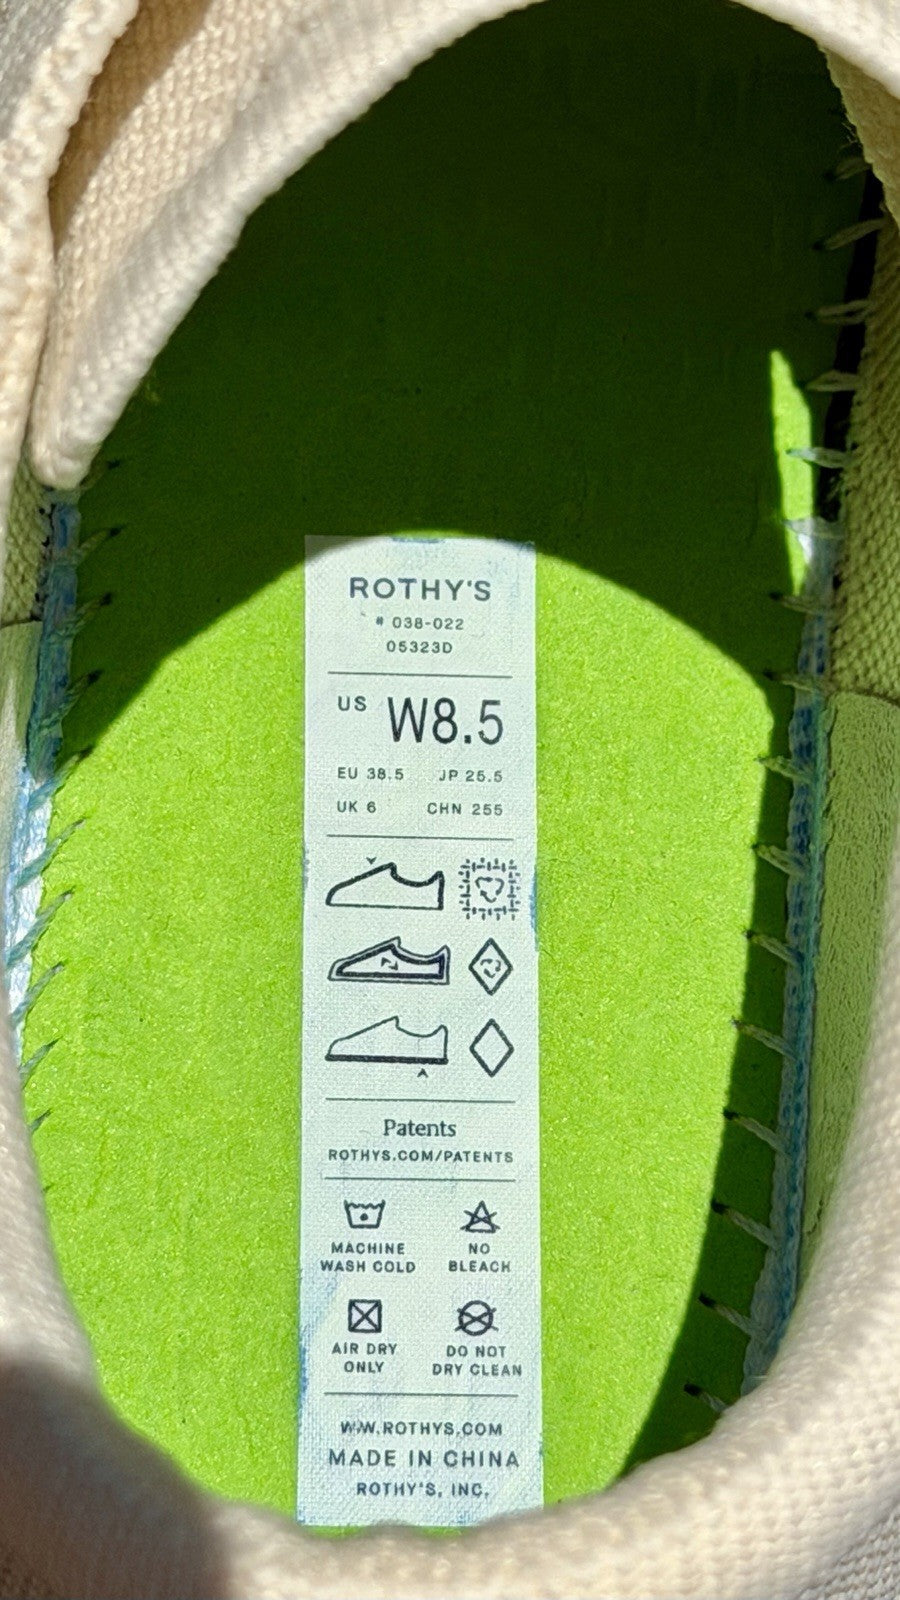 ROTHY'S
# 038-022
05323D
US W8.5
EU 38.5 JP 25.5
UK 6 CHN 255
Patents
ROTHYS.COM/PATENTS
MACHINE NO
WASH COLD BLEACH
AIR DRY DO NOT
ONLY DRY CLEAN
WWW.ROTHYS.COM
MADE IN CHINA
ROTHY'S, INC.